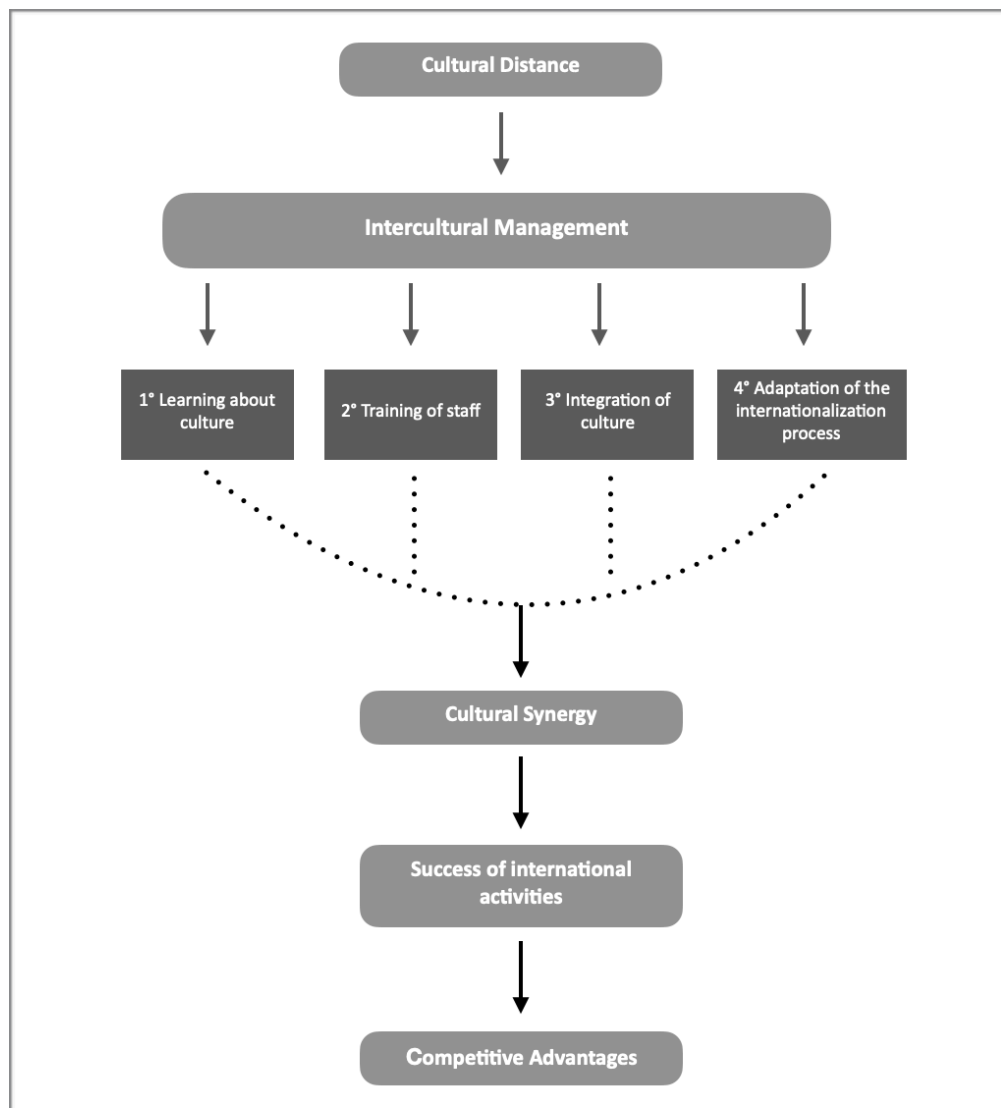 Cultural Distance
Intercultural Management
1° Learning about
culture
2° Training of staff
3° Integration of
culture
4° Adaptation of the
internationalization
process
Cultural Synergy
Success of international
activities
Competitive Advantages